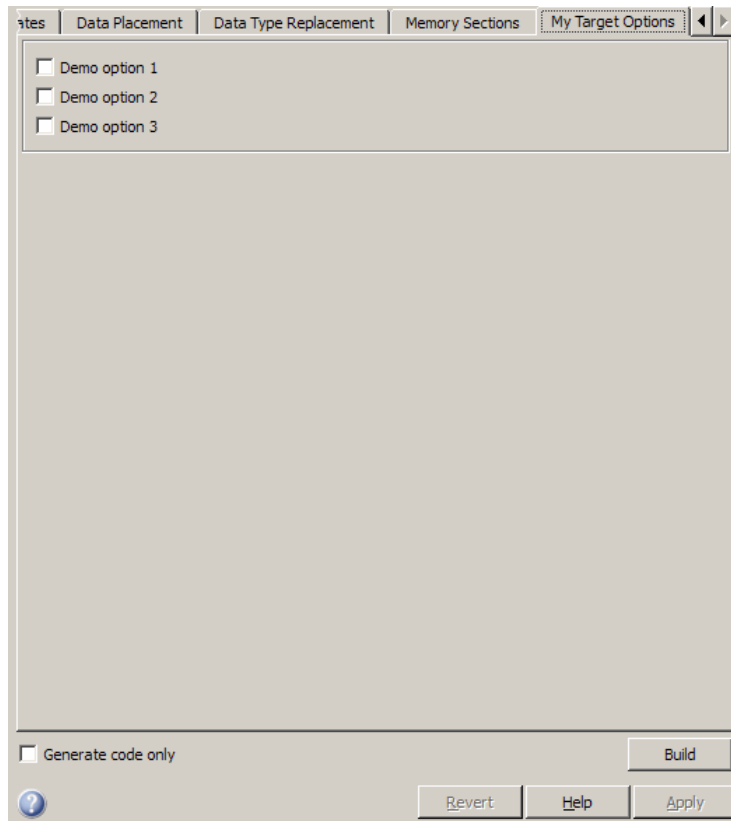 ates Data Placement Data Type Replacement Memory Sections My Target Options
Demo option 1
Demo option 2
Demo option 3
Generate code only Build
Revert Help Apply